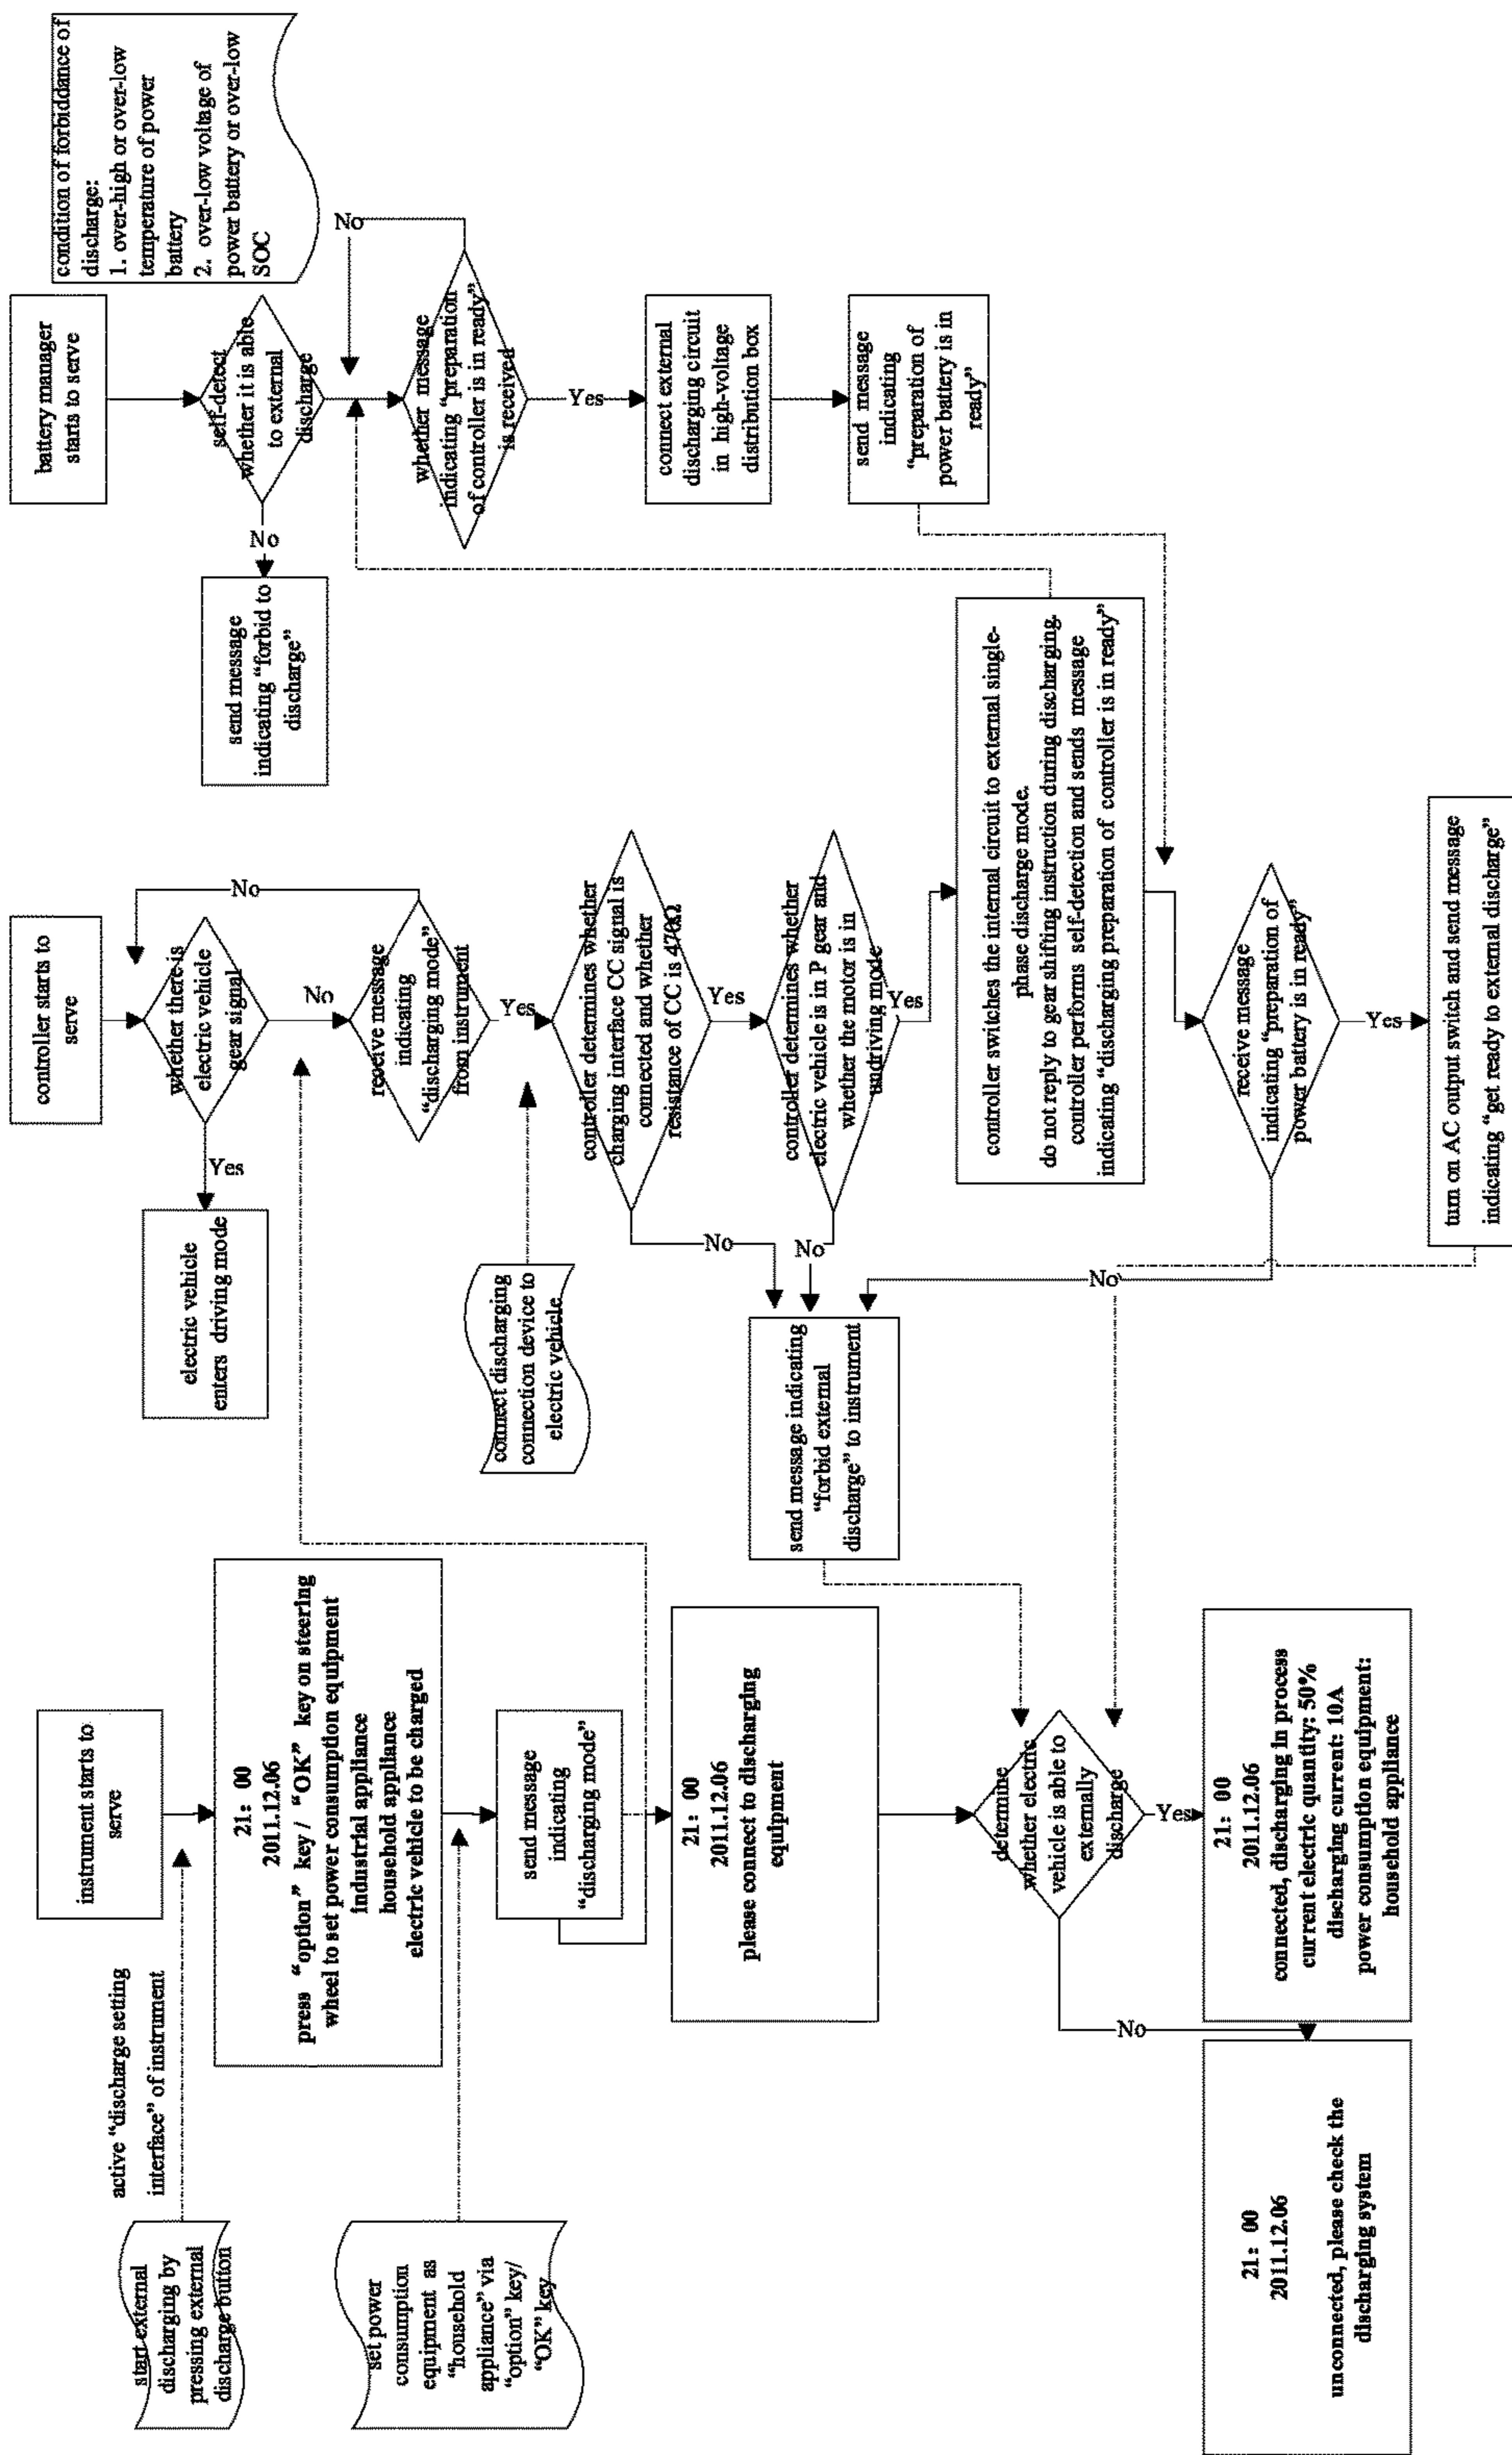 start external
discharging by
pressing external
discharge button
active “discharge setting
interface” of instrument
set power
consumption
equipment as
“household
appliance” via
“option” key/
“OK” key
instrument starts to
serve
21: 00
2011.12.06
press “option” key / “OK” key on steering
wheel to set power consumption equipment
industrial appliance
household appliance
electric vehicle to be charged
send message
indicating
“discharging mode”
21: 00
2011.12.06
please connect to discharging
equipment
determine
whether electric
vehicle is able to
externally
discharge
No
Yes
21: 00
2011.12.06
unconnected, please check the
discharging system
21: 00
2011.12.06
connected, discharging in process
current electric quantity: 50%
discharging current: 10A
power consumption equipment:
household appliance
controller starts to
serve
whether there is
electric vehicle
gear signal
Yes
electric vehicle
enters driving mode
No
No
receive message
indicating
“discharging mode”
from instrument
Yes
connect discharging
connection device to
electric vehicle
controller determines whether
charging interface CC signal is
connected and whether
resistance of CC is 470Ω
No
Yes
controller determines whether
electric vehicle is in P gear and
whether the motor is in
undriving mode
No
Yes
send message indicating
“forbid external
discharge” to instrument
controller switches the internal circuit to external single-
phase discharge mode.
do not reply to gear shifting instruction during discharging.
controller performs self-detection and sends message
indicating “discharging preparation of controller is in ready”
receive message
indicating “preparation of
power battery is in ready”
No
Yes
turn on AC output switch and send message
indicating “get ready to external discharge”
battery manager
starts to serve
self-detect
whether it is able
to external
discharge
No
send message
indicating “forbid to
discharge”
condition of forbiddance of
discharge:
1. over-high or over-low
temperature of power
battery
2. over-low voltage of
power battery or over-low
SOC
No
whether message
indicating “preparation
of controller is in ready”
is received
Yes
connect external
discharging circuit
in high-voltage
distribution box
send message
indicating
“preparation of
power battery is in
ready”